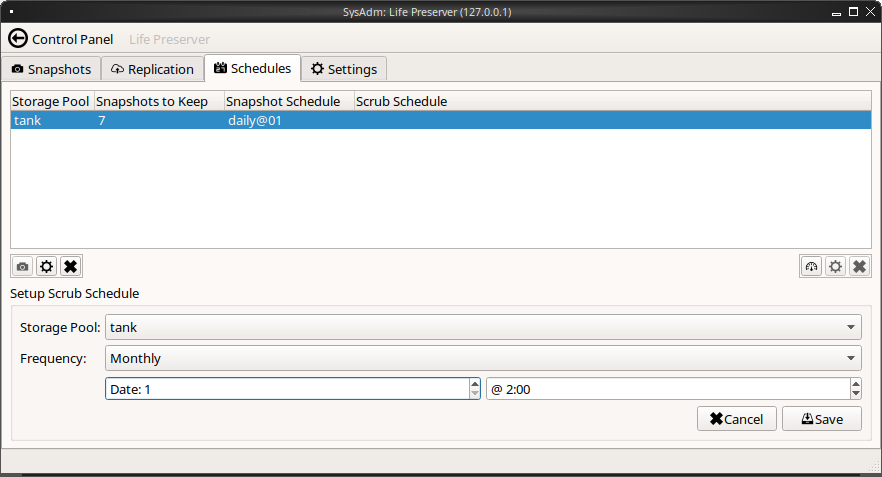 SysAdm: Life Preserver (127.0.0.1)
Control Panel Life Preserver
Snapshots Replication Schedules Settings
Storage Pool Snapshots to Keep Snapshot Schedule Scrub Schedule
tank 7 daily@01
Setup Scrub Schedule
Storage Pool: tank
Frequency: Monthly
Date: 1 @ 2:00
Cancel Save